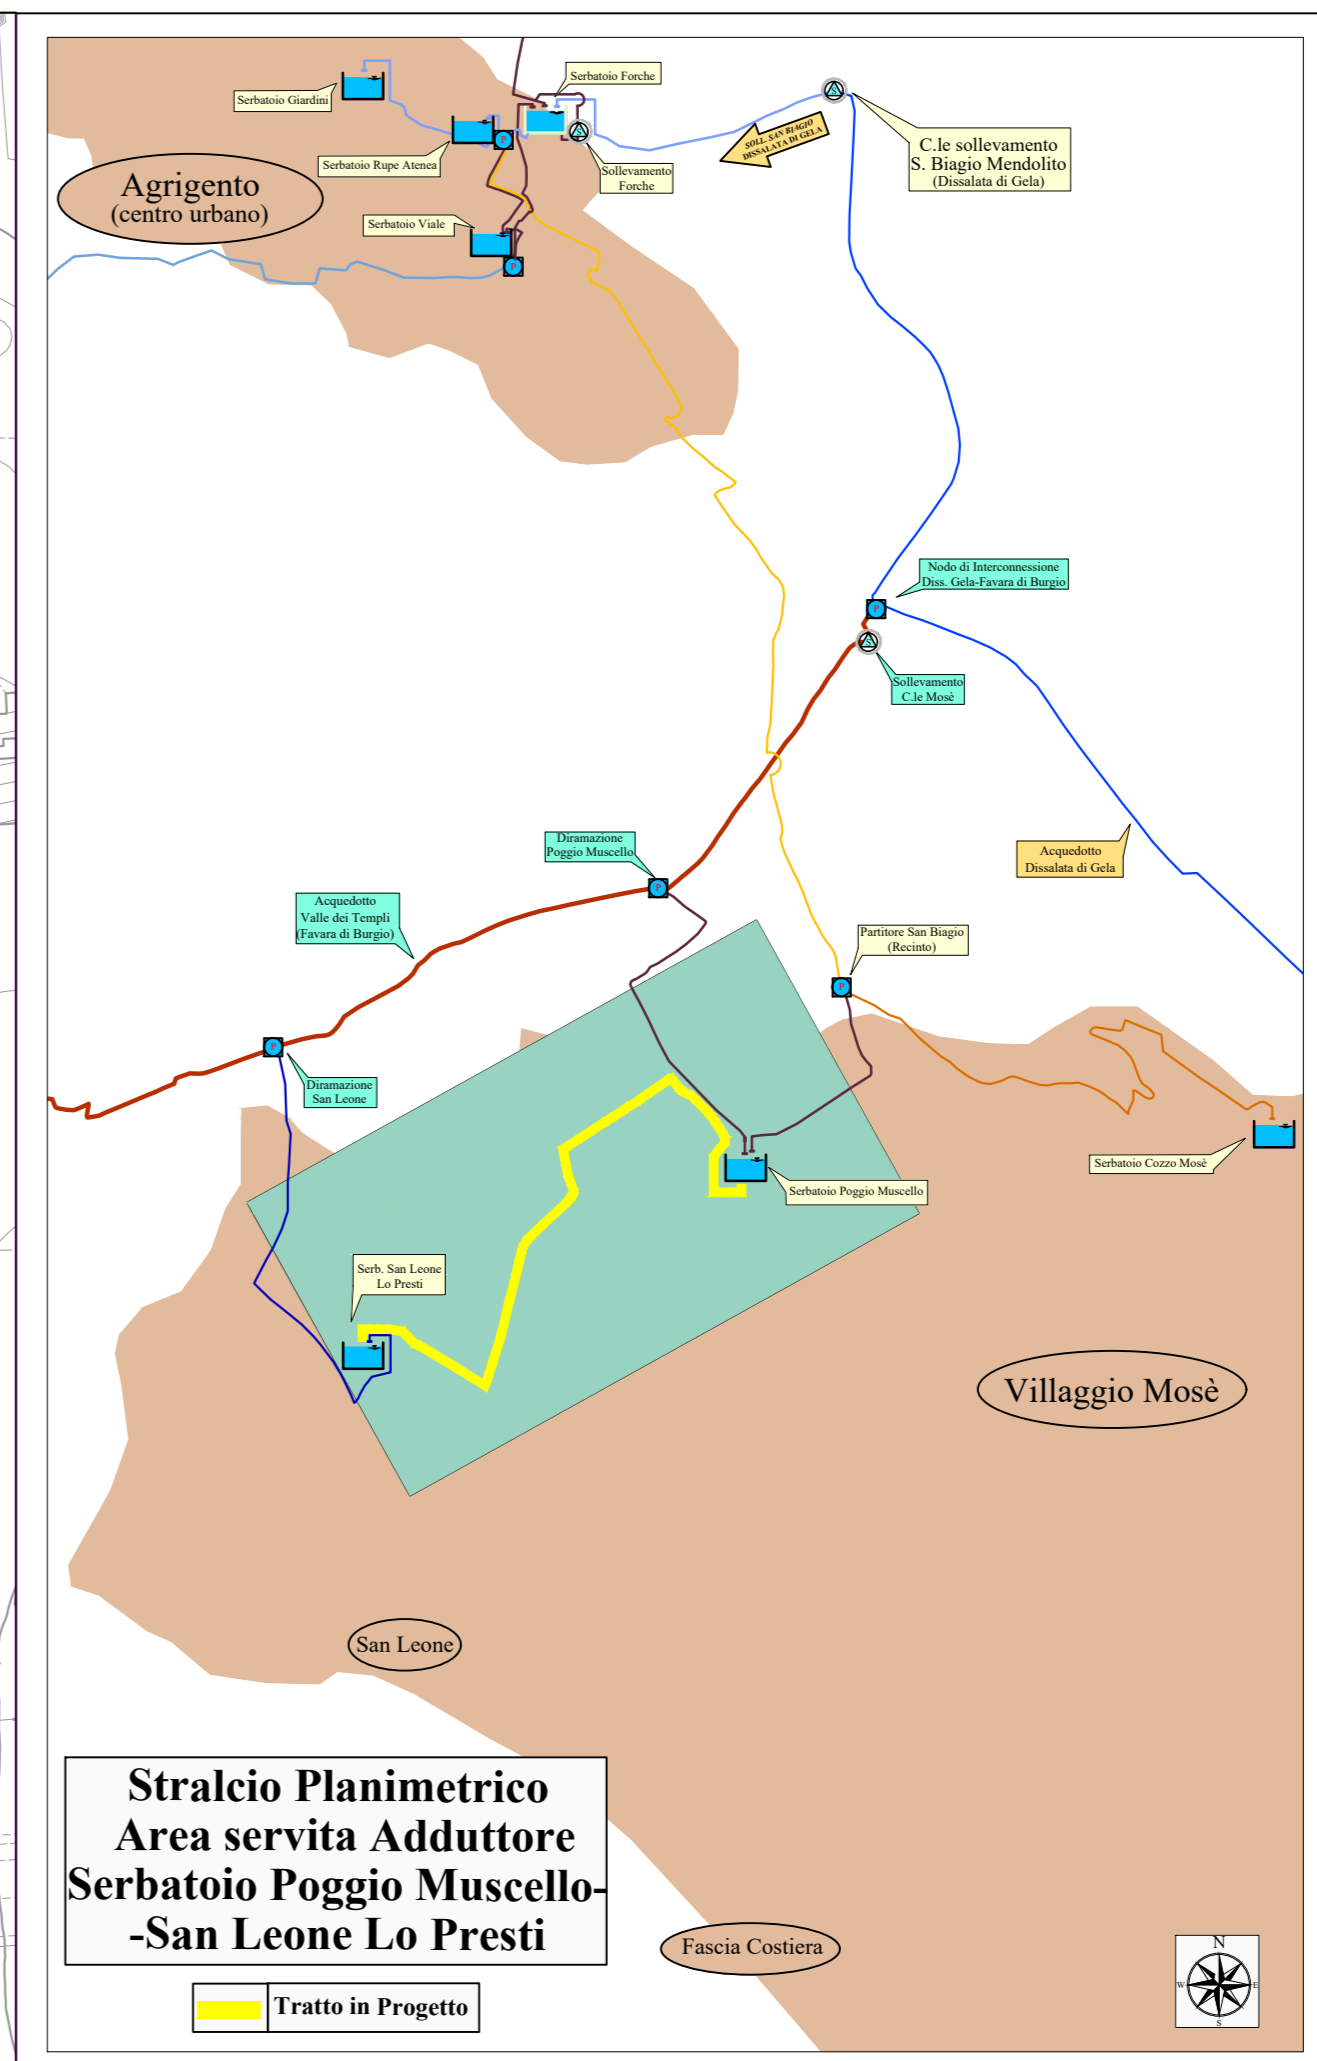 Serbatoio Forche
Serbatoio Giardini
SOLL. SAN BIAGIO
DISSALATA DI GELA
C.le sollevamento
S. Biagio Mendolito
(Dissalata di Gela)
S
P
S
Serbatoio Rupe Atenea
Sollevamento
Forche
Agrigento
(centro urbano)
Serbatoio Viale
P
Nodo di Interconnessione
Diss. Gela-Favara di Burgio
P
S
Sollevamento
C.le Mosè
Diramazione
Poggio Muscello
Acquedotto
Dissalata di Gela
P
Acquedotto
Valle dei Templi
(Favara di Burgio)
Partitore San Biagio
(Recinto)
P
P
Diramazione
San Leone
Serbatoio Cozzo Mosè
Serbatoio Poggio Muscello
Serb. San Leone
Lo Presti
Villaggio Mosè
San Leone
Stralcio Planimetrico
Area servita Adduttore
Serbatoio Poggio Muscello-
-San Leone Lo Presti
Fascia Costiera
Tratto in Progetto
N
W
E
S